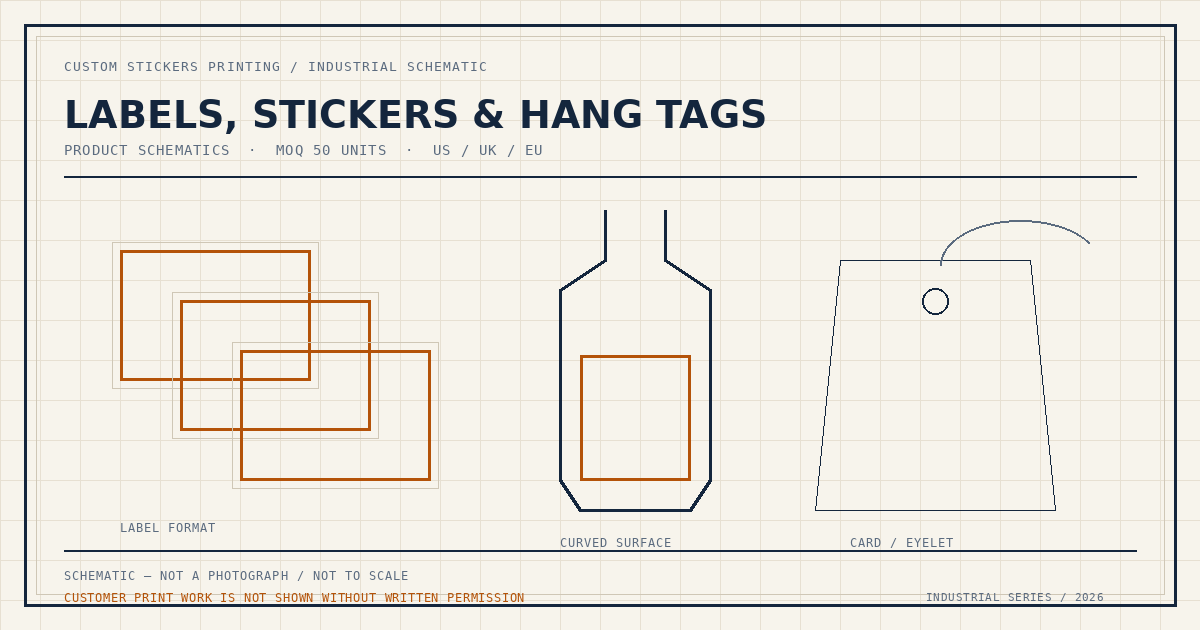 CUSTOM STICKERS PRINTING / INDUSTRIAL SCHEMATIC
LABELS, STICKERS & HANG TAGS
PRODUCT SCHEMATICS · MOQ 50 UNITS · US / UK / EU
LABEL FORMAT
CURVED SURFACE
CARD / EYELET
SCHEMATIC — NOT A PHOTOGRAPH / NOT TO SCALE
CUSTOMER PRINT WORK IS NOT SHOWN WITHOUT WRITTEN PERMISSION
INDUSTRIAL SERIES / 2026